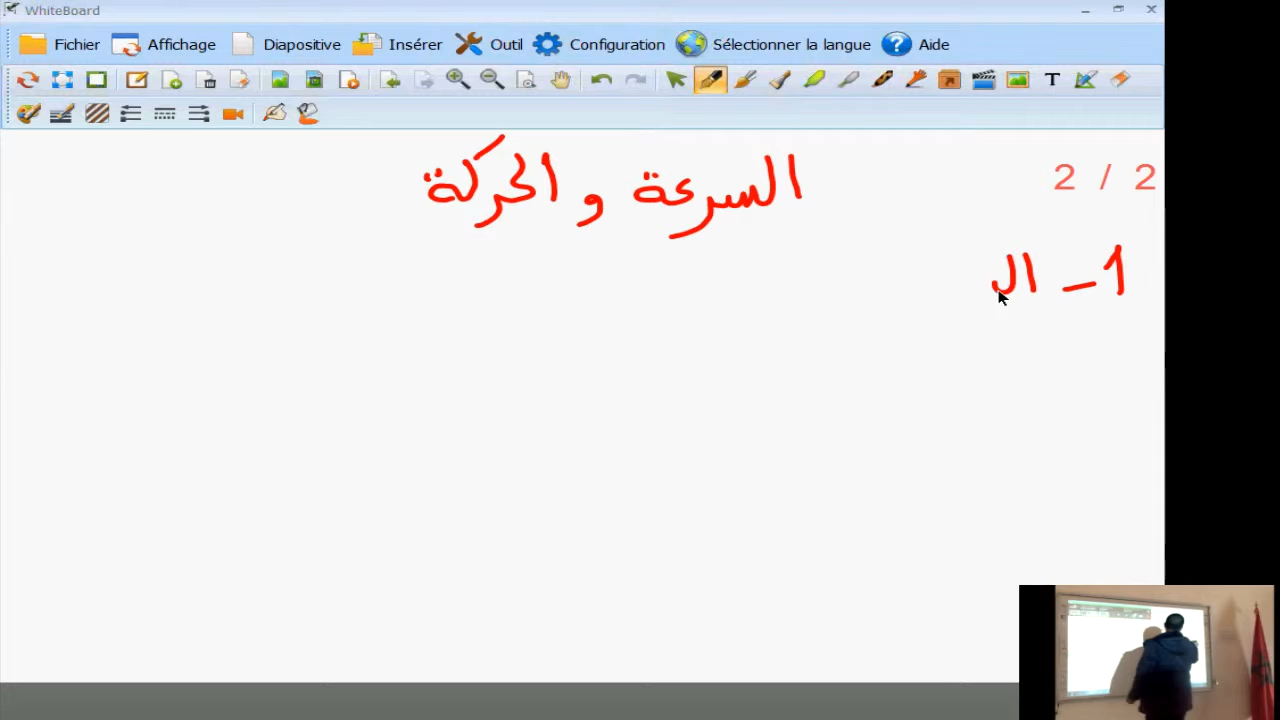 WhiteBoard
Fichier Affichage Diapositive Insérer Outil Configuration Sélectionner la langue Aide
T
السرعة و الحركة
2 / 2
1- ال